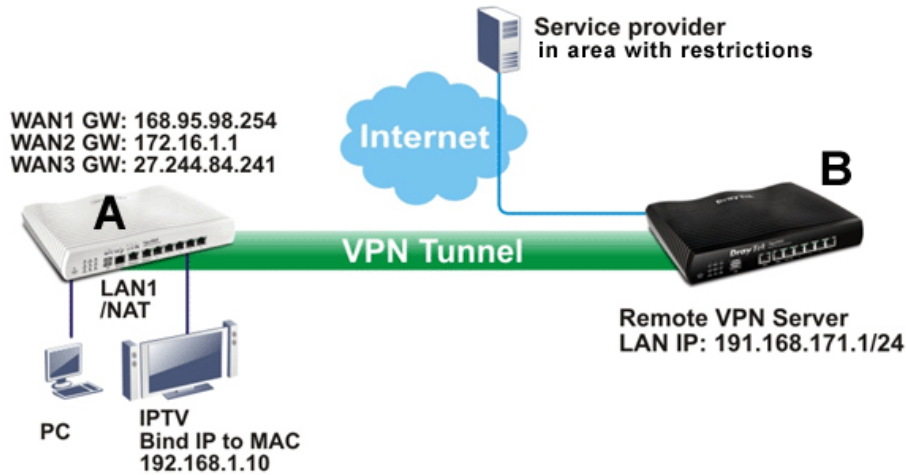 Service provider
in area with restrictions
WAN1 GW: 168.95.98.254
WAN2 GW: 172.16.1.1
WAN3 GW: 27.244.84.241
Internet
A
B
DrayTek
DrayTek
VPN Tunnel
LAN1
/NAT
Remote VPN Server
LAN IP: 191.168.171.1/24
PC
IPTV
Bind IP to MAC
192.168.1.10